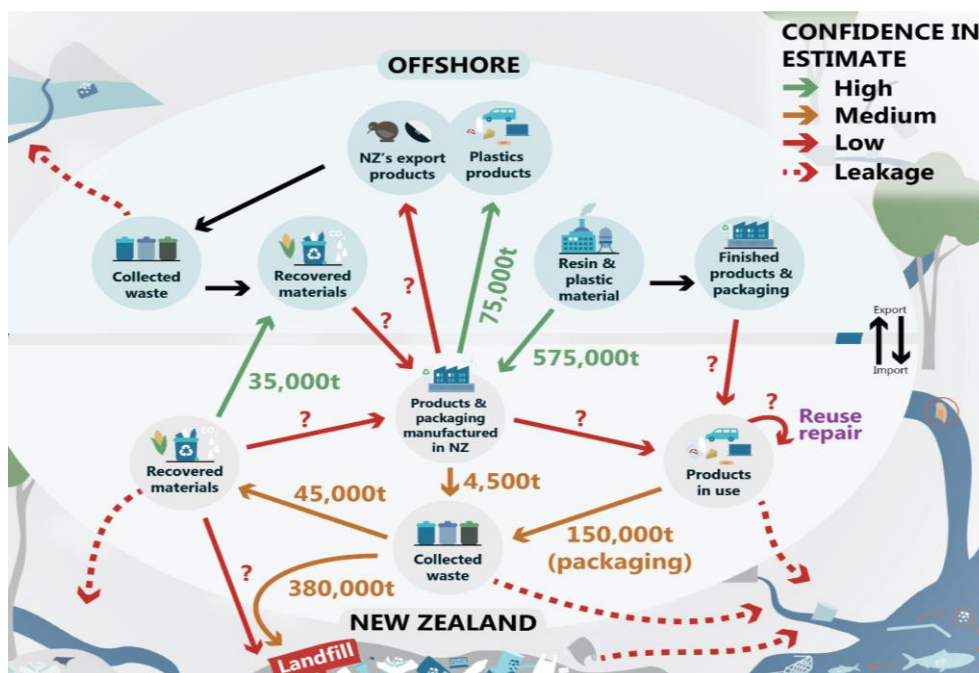 CONFIDENCE IN
ESTIMATE
High
Medium
Low
Leakage
OFFSHORE
NZ's export
products
Plastics
products
Collected
waste
Recovered
materials
Resin &
plastic
material
Finished
products &
packaging
?
75,000t
?
575,000t
35,000t
?
Export
Import
Products &
packaging
manufactured
in NZ
?
?
?
Reuse
repair
Recovered
materials
Products
in use
45,000t
4,500t
150,000t
(packaging)
Collected
waste
?
380,000t
NEW ZEALAND
Landfill